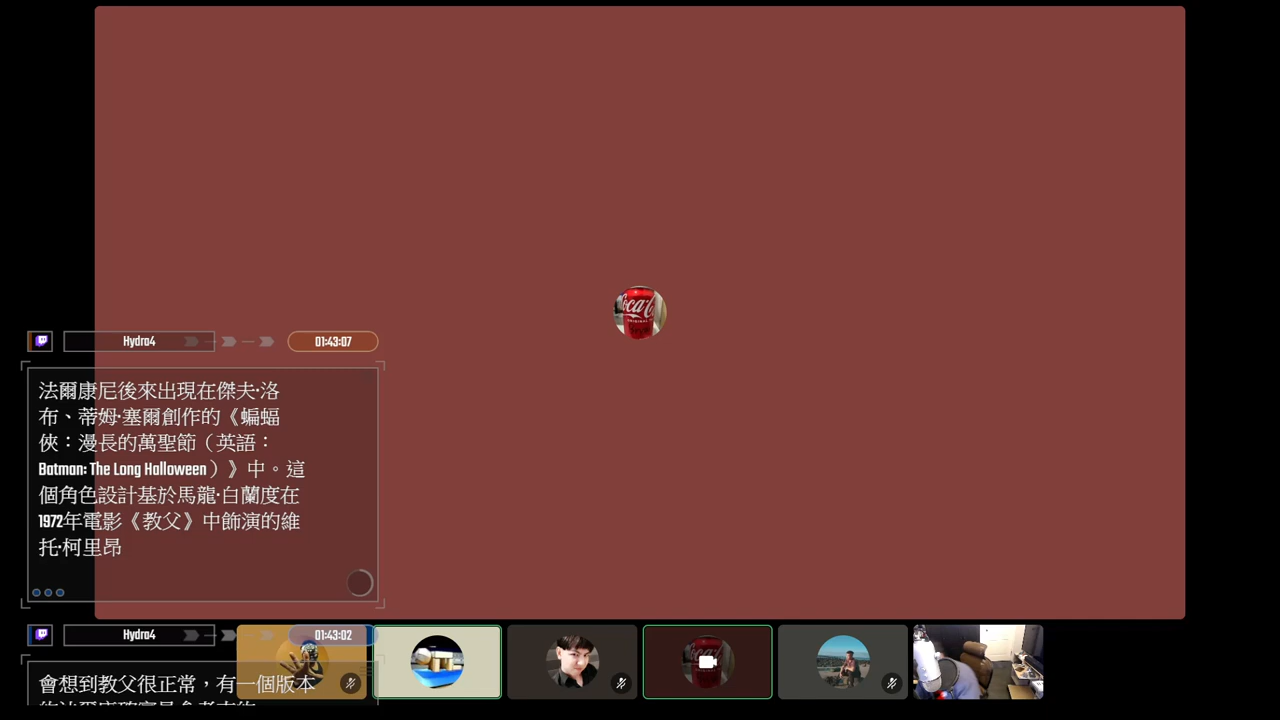 Coca-C
ORIGINAL
Hydra4
01:43:07
法爾康尼後來出現在傑夫·洛
布、蒂姆·塞爾創作的《蝙蝠
俠：漫長的萬聖節（英語：
Batman: The Long Halloween）》中。這
個角色設計基於馬龍·白蘭度在
1972年電影《教父》中飾演的維
托·柯里昂
Hydra4
01:43:02
會想到教父很正常，有一個版本